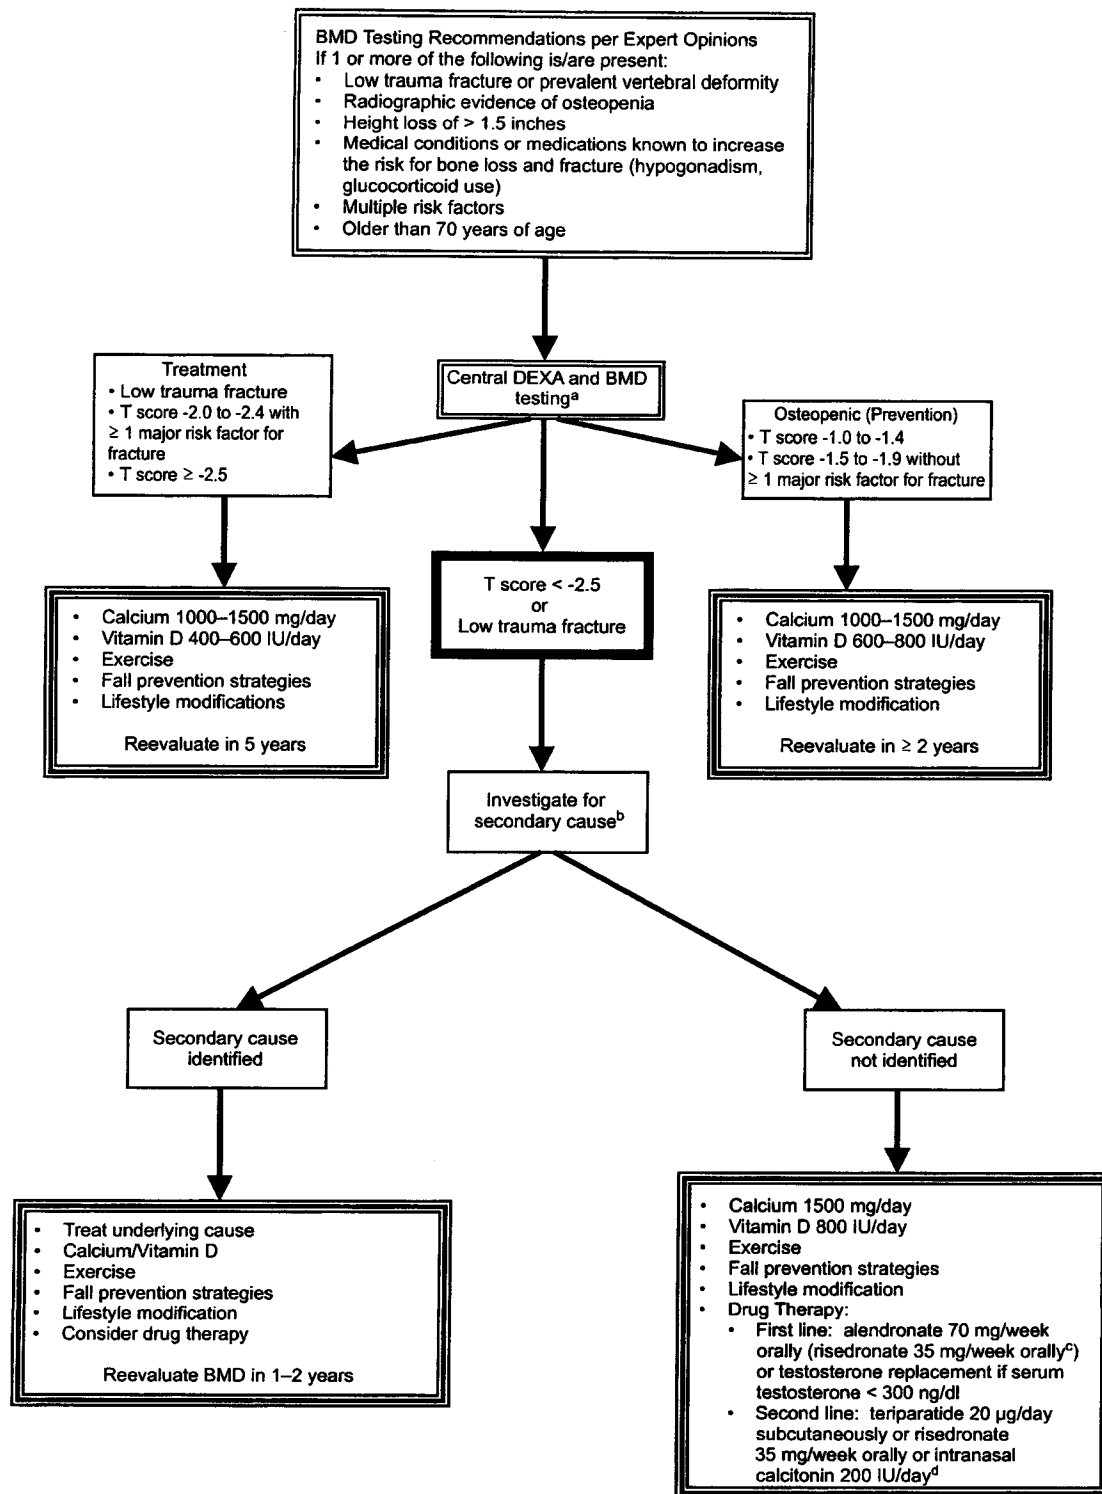 BMD Testing Recommendations per Expert Opinions
If 1 or more of the following is/are present:
• Low trauma fracture or prevalent vertebral deformity
• Radiographic evidence of osteopenia
• Height loss of > 1.5 inches
• Medical conditions or medications known to increase
the risk for bone loss and fracture (hypogonadism,
glucocorticoid use)
• Multiple risk factors
• Older than 70 years of age
Treatment
• Low trauma fracture
• T score -2.0 to -2.4 with
≥ 1 major risk factor for
fracture
• T score ≥ -2.5
Central DEXA and BMD
testingᵃ
Osteopenic (Prevention)
• T score -1.0 to -1.4
• T score -1.5 to -1.9 without
≥ 1 major risk factor for fracture
• Calcium 1000–1500 mg/day
• Vitamin D 400–600 IU/day
• Exercise
• Fall prevention strategies
• Lifestyle modifications
Reevaluate in 5 years
T score < -2.5
or
Low trauma fracture
• Calcium 1000–1500 mg/day
• Vitamin D 600–800 IU/day
• Exercise
• Fall prevention strategies
• Lifestyle modification
Reevaluate in ≥ 2 years
Investigate for
secondary causeᵇ
Secondary cause
identified
Secondary cause
not identified
• Treat underlying cause
• Calcium/Vitamin D
• Exercise
• Fall prevention strategies
• Lifestyle modification
• Consider drug therapy
Reevaluate BMD in 1–2 years
• Calcium 1500 mg/day
• Vitamin D 800 IU/day
• Exercise
• Fall prevention strategies
• Lifestyle modification
• Drug Therapy:
• First line: alendronate 70 mg/week
orally (risedronate 35 mg/week orallyᶜ)
or testosterone replacement if serum
testosterone < 300 ng/dl
• Second line: teriparatide 20 µg/day
subcutaneously or risedronate
35 mg/week orally or intranasal
calcitonin 200 IU/dayᵈ